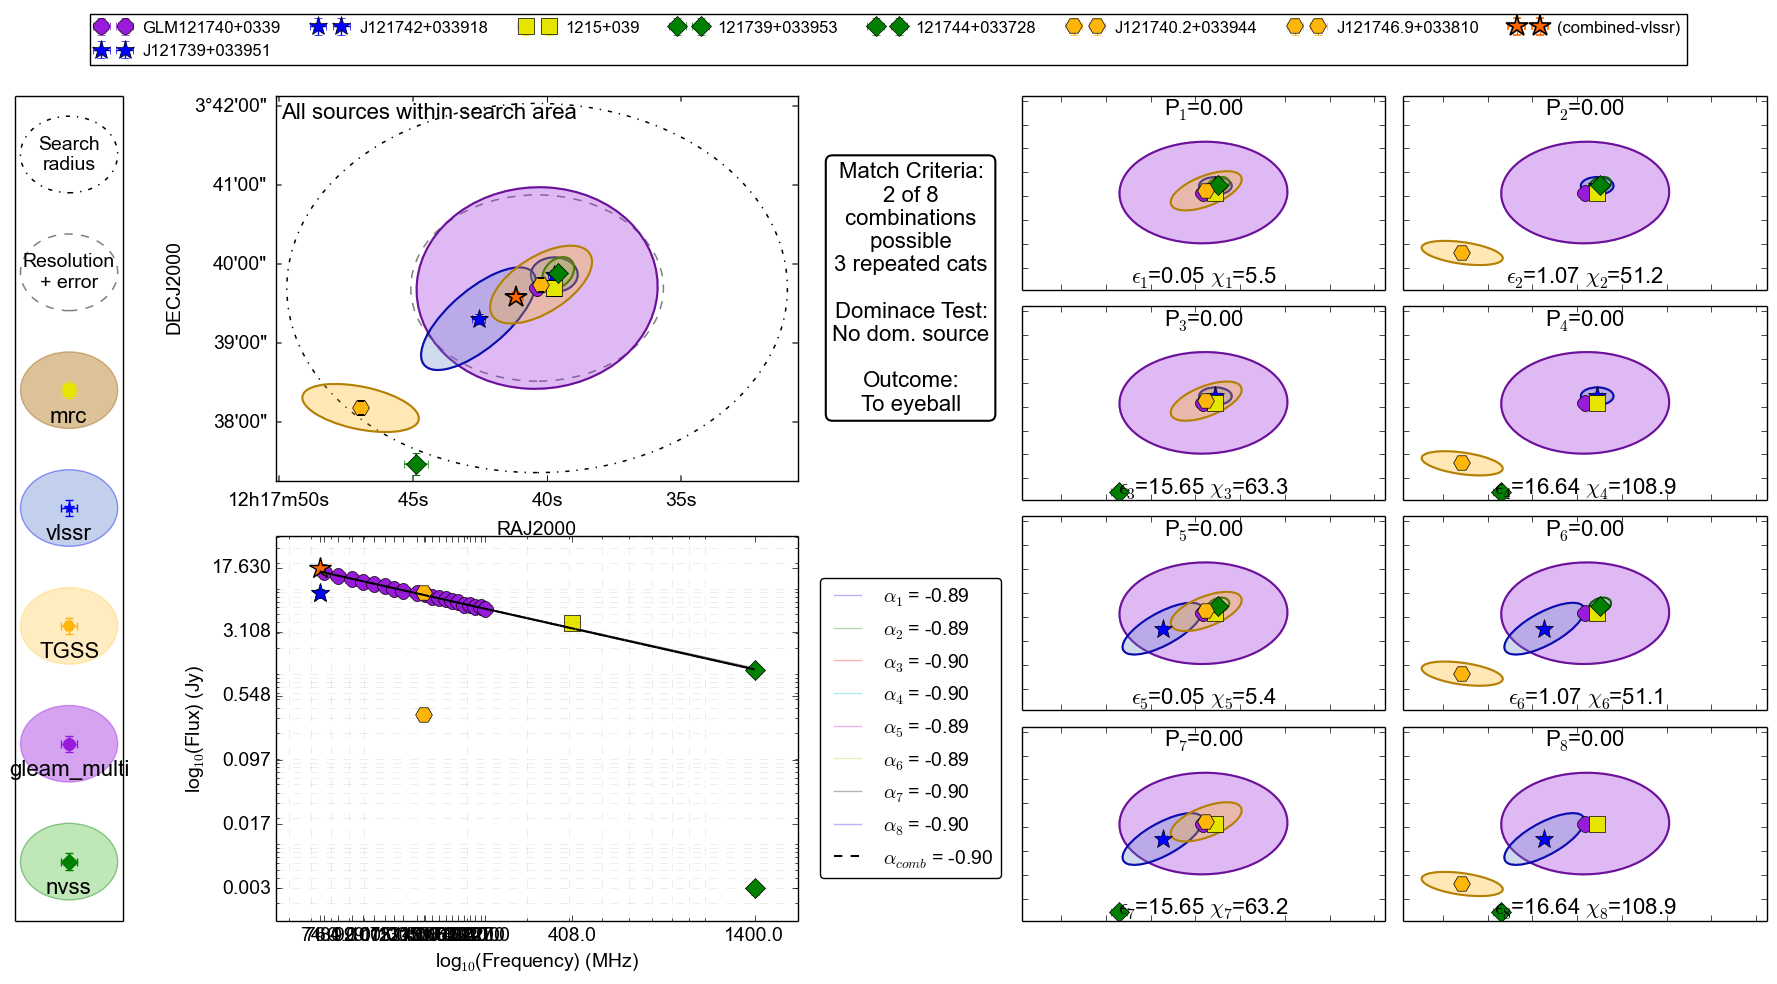 GLM121740+0339 J121742+033918 1215+039 121739+033953 121744+033728 J121740.2+033944 J121746.9+033810 (combined-vlssr)
J121739+033951
Search
radius
Resolution
+ error
mrc
vlssr
TGSS
gleam_multi
nvss
All sources within search area
DECJ2000
3°42'00"
41'00"
40'00"
39'00"
38'00"
12h17m50s 45s 40s 35s
RAJ2000
log10(Flux) (Jy)
17.630
3.108
0.548
0.097
0.017
0.003
408.0 1400.0
log10(Frequency) (MHz)
Match Criteria:
2 of 8
combinations
possible
3 repeated cats
Dominace Test:
No dom. source
Outcome:
To eyeball
α1 = -0.89
α2 = -0.89
α3 = -0.90
α4 = -0.90
α5 = -0.89
α6 = -0.89
α7 = -0.90
α8 = -0.90
αcomb = -0.90
P1=0.00
ϵ1=0.05 χ1=5.5
P2=0.00
ϵ2=1.07 χ2=51.2
P3=0.00
ϵ3=15.65 χ3=63.3
P4=0.00
ϵ4=16.64 χ4=108.9
P5=0.00
ϵ5=0.05 χ5=5.4
P6=0.00
ϵ6=1.07 χ6=51.1
P7=0.00
ϵ7=15.65 χ7=63.2
P8=0.00
ϵ8=16.64 χ8=108.9